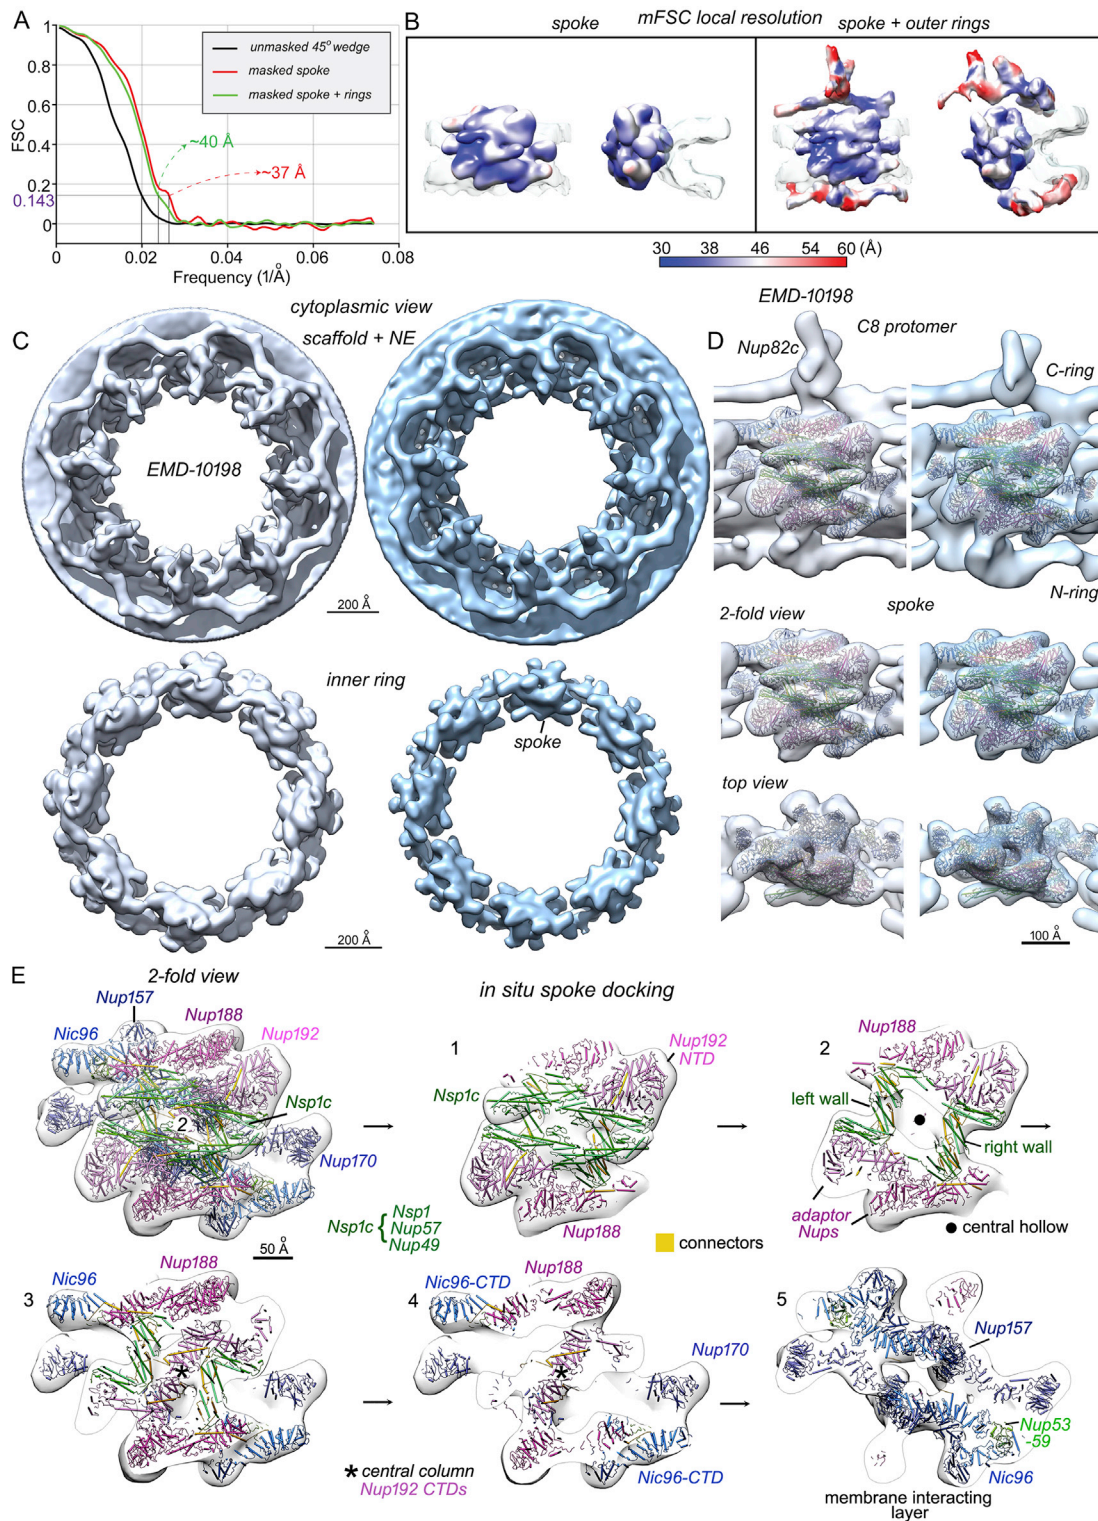 A
FSC
1
0.8
0.6
0.4
0.2
0.143
0
unmasked 45° wedge
masked spoke
masked spoke + rings
~40 Å
~37 Å
0 0.02 0.04 0.06 0.08
Frequency (1/Å)
B
mFSC local resolution
spoke
spoke + outer rings
30 38 46 54 60 (Å)
C
cytoplasmic view
scaffold + NE
EMD-10198
200 Å
inner ring
spoke
200 Å
D
EMD-10198
C8 protomer
Nup82c
C-ring
N-ring
2-fold view
spoke
top view
100 Å
E
2-fold view
in situ spoke docking
Nup157
Nic96
Nup188
Nup192
Nsp1c
2
Nup170
50 Å
1
Nup192
NTD
Nsp1c
Nup188
Nsp1c { Nsp1
Nup57
Nup49
connectors
2
Nup188
left wall
right wall
adaptor
Nups
central hollow
3
Nic96
Nup188
* central column
Nup192 CTDs
4
Nic96-CTD
Nup188
Nup170
Nic96-CTD
5
Nup157
Nup53
-59
Nic96
membrane interacting
layer